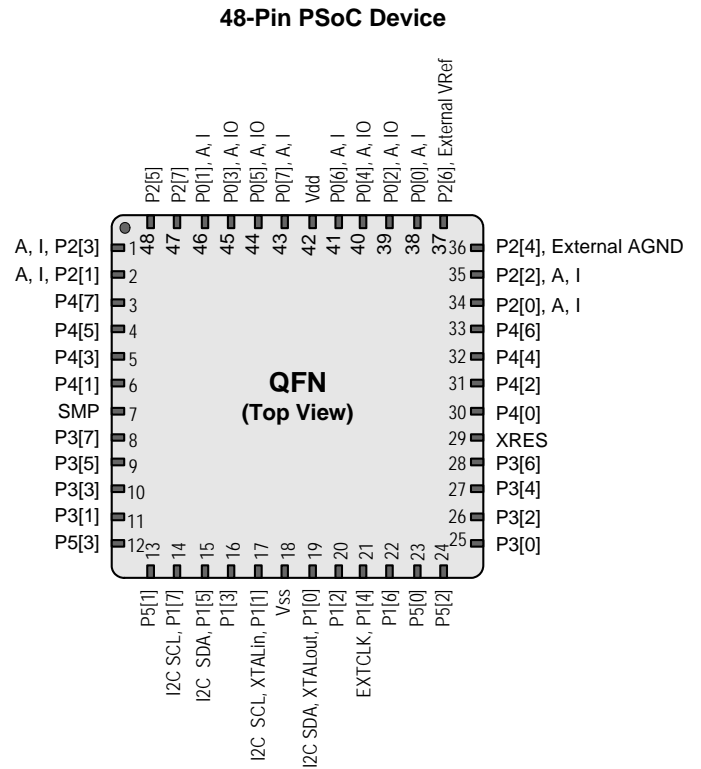 48-Pin PSoC Device
P2[5]
P2[7]
P0[1], A, I
P0[3], A, IO
P0[5], A, IO
P0[7], A, I
Vdd
P0[6], A, I
P0[4], A, IO
P0[2], A, IO
P0[0], A, I
P2[6], External VRef
48
47
46
45
44
43
42
41
40
39
38
37
A, I, P2[3] 1
A, I, P2[1] 2
P4[7] 3
P4[5] 4
P4[3] 5
P4[1] 6
SMP 7
P3[7] 8
P3[5] 9
P3[3] 10
P3[1] 11
P5[3] 12
QFN
(Top View)
36 P2[4], External AGND
35 P2[2], A, I
34 P2[0], A, I
33 P4[6]
32 P4[4]
31 P4[2]
30 P4[0]
29 XRES
28 P3[6]
27 P3[4]
26 P3[2]
25 P3[0]
13
14
15
16
17
18
19
20
21
22
23
24
P5[1]
I2C SCL, P1[7]
I2C SDA, P1[5]
P1[3]
I2C SCL, XTALin, P1[1]
Vss
I2C SDA, XTALout, P1[0]
P1[2]
EXTCLK, P1[4]
P1[6]
P5[0]
P5[2]